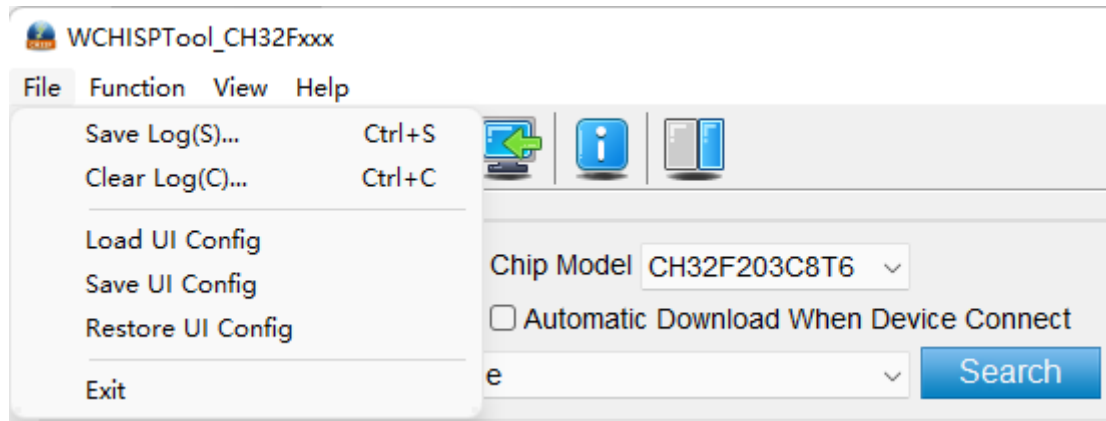 WCHISPTool_CH32Fxxx
File Function View Help
Save Log(S)... Ctrl+S
Clear Log(C)... Ctrl+C
Load UI Config
Save UI Config
Restore UI Config
Exit
Chip Model CH32F203C8T6
Automatic Download When Device Connect
e Search